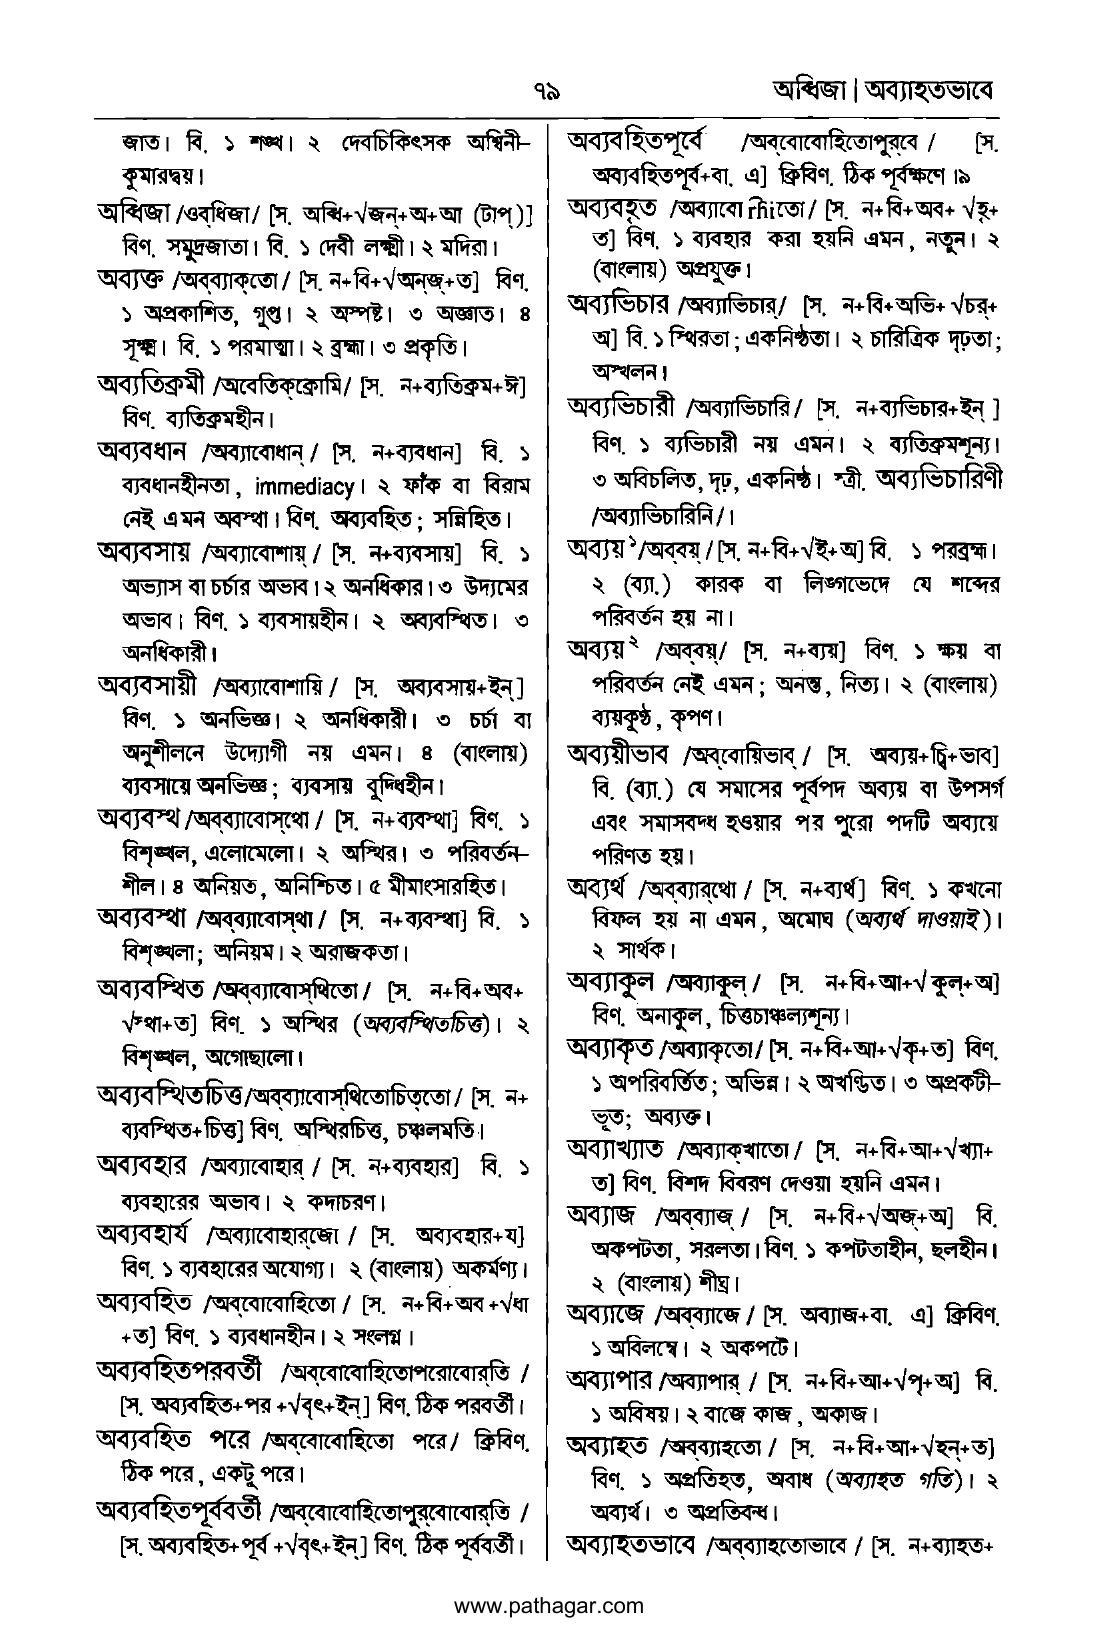 ৭৯
অব্ধিজা | অব্যাহতভাবে
জাত। বি. ১ শঙ্খ। ২ দেবচিকিৎসক অশ্বিনী–
কুমারদ্বয়।
অব্ধিজা /ওব্‌ধিজা/ [স. অব্ধি+√জন্‌+অ+আ (টাপ্‌)]
বিণ. সমুদ্রজাতা। বি. ১ দেবী লক্ষ্মী। ২ মদিরা।
অব্যক্ত /অব্‌ব্যাক্‌তো/ [স. ন+বি+√অন্‌জ্‌+ত] বিণ.
১ অপ্রকাশিত, গুপ্ত। ২ অস্পষ্ট। ৩ অজ্ঞাত। ৪
সূক্ষ্ম। বি. ১ পরমাত্মা। ২ ব্রহ্মা। ৩ প্রকৃতি।
অব্যতিক্রমী /অবেতিক্‌ক্রোমি/ [স. ন+ব্যতিক্রম+ঈ]
বিণ. ব্যতিক্রমহীন।
অব্যবধান /অব্যাবোধান্‌/ [স. ন+ব্যবধান] বি. ১
ব্যবধানহীনতা, immediacy। ২ ফাঁক বা বিরাম
নেই এমন অবস্থা। বিণ. অব্যবহিত; সন্নিহিত।
অব্যবসায় /অব্যাবোশায়্‌/ [স. ন+ব্যবসায়] বি. ১
অভ্যাস বা চর্চার অভাব। ২ অনধিকার। ৩ উদ্যমের
অভাব। বিণ. ১ ব্যবসায়হীন। ২ অব্যবস্থিত। ৩
অনধিকারী।
অব্যবসায়ী /অব্যাবোশায়ি/ [স. অব্যবসায়+ইন্‌]
বিণ. ১ অনভিজ্ঞ। ২ অনধিকারী। ৩ চর্চা বা
অনুশীলনে উদ্যোগী নয় এমন। ৪ (বাংলায়)
ব্যবসায়ে অনভিজ্ঞ; ব্যবসায় বুদ্ধিহীন।
অব্যবস্থ /অব্‌ব্যাবোস্‌থো/ [স. ন+ব্যবস্থা] বিণ. ১
বিশৃঙ্খল, এলোমেলো। ২ অস্থির। ৩ পরিবর্তন–
শীল। ৪ অনিয়ত, অনিশ্চিত। ৫ মীমাংসারহিত।
অব্যবস্থা /অব্‌ব্যাবোস্‌থা/ [স. ন+ব্যবস্থা] বি. ১
বিশৃঙ্খলা; অনিয়ম। ২ অরাজকতা।
অব্যবস্থিত /অব্‌ব্যাবোস্‌থিতো/ [স. ন+বি+অব+
√স্থা+ত] বিণ. ১ অস্থির (অব্যবস্থিতচিত্ত)। ২
বিশৃঙ্খল, অগোছালো।
অব্যবস্থিতচিত্ত/অব্‌ব্যাবোস্‌থিতোচিত্‌তো/ [স. ন+
ব্যবস্থিত+চিত্ত] বিণ. অস্থিরচিত্ত, চঞ্চলমতি।
অব্যবহার /অব্যাবোহার্‌/ [স. ন+ব্যবহার] বি. ১
ব্যবহারের অভাব। ২ কদাচরণ।
অব্যবহার্য /অব্যাবোহার্‌জো/ [স. অব্যবহার+য]
বিণ. ১ ব্যবহারের অযোগ্য। ২ (বাংলায়) অকর্মণ্য।
অব্যবহিত /অব্‌বোবোহিতো/ [স. ন+বি+অব +√ধা
+ত] বিণ. ১ ব্যবধানহীন। ২ সংলগ্ন।
অব্যবহিতপরবর্তী /অব্‌বোবোহিতোপরোবোর্‌তি /
[স. অব্যবহিত+পর +√বৃৎ+ইন্‌] বিণ. ঠিক পরবর্তী।
অব্যবহিত পরে /অব্‌বোবোহিতো পরে/ ক্রিবিণ.
ঠিক পরে, একটু পরে।
অব্যবহিতপূর্ববর্তী /অব্‌বোবোহিতোপুর্‌বোবোর্‌তি /
[স. অব্যবহিত+পূর্ব +√বৃৎ+ইন্‌] বিণ. ঠিক পূর্ববর্তী।
অব্যবহিতপূর্বে /অব্‌বোবোহিতোপুর্‌বে / [স.
অব্যবহিতপূর্ব+বা. এ] ক্রিবিণ. ঠিক পূর্বক্ষণে।৯
অব্যবহৃত /অব্যাবো rhiতো/ [স. ন+বি+অব+ √হৃ+
ত] বিণ. ১ ব্যবহার করা হয়নি এমন, নতুন। ২
(বাংলায়) অপ্রযুক্ত।
অব্যভিচার /অব্যাভিচার্‌/ [স. ন+বি+অভি+ √চর্‌+
অ] বি. ১ স্থিরতা; একনিষ্ঠতা। ২ চারিত্রিক দৃঢ়তা;
অস্খলন।
অব্যভিচারী /অব্যাভিচারি/ [স. ন+ব্যভিচার+ইন্‌ ]
বিণ. ১ ব্যভিচারী নয় এমন। ২ ব্যতিক্রমশূন্য।
৩ অবিচলিত, দৃঢ়, একনিষ্ঠ। স্ত্রী. অব্যভিচারিণী
/অব্যাভিচারিনি/।
অব্যয়¹/অব্‌বয়্‌/ [স. ন+বি+√ই+অ] বি. ১ পরব্রহ্ম।
২ (ব্যা.) কারক বা লিঙ্গভেদে যে শব্দের
পরিবর্তন হয় না।
অব্যয়² /অব্‌বয়্‌/ [স. ন+ব্যয়] বিণ. ১ ক্ষয় বা
পরিবর্তন নেই এমন; অনন্ত, নিত্য। ২ (বাংলায়)
ব্যয়কুণ্ঠ, কৃপণ।
অব্যয়ীভাব /অব্‌বোয়িভাব্‌/ [স. অব্যয়+চ্বি+ভাব]
বি. (ব্যা.) যে সমাসের পূর্বপদ অব্যয় বা উপসর্গ
এবং সমাসবদ্ধ হওয়ার পর পুরো পদটি অব্যয়ে
পরিণত হয়।
অব্যর্থ /অব্‌ব্যার্‌থো/ [স. ন+ব্যর্থ] বিণ. ১ কখনো
বিফল হয় না এমন, অমোঘ (অব্যর্থ দাওয়াই)।
২ সার্থক।
অব্যাকুল /অব্যাকুল্‌/ [স. ন+বি+আ+√কুল্‌+অ]
বিণ. অনাকুল, চিত্তচাঞ্চল্যশূন্য।
অব্যাকৃত /অব্যাকৃতো/ [স. ন+বি+আ+√কৃ+ত] বিণ.
১ অপরিবর্তিত; অভিন্ন। ২ অখণ্ডিত। ৩ অপ্রকটী–
ভূত; অব্যক্ত।
অব্যাখ্যাত /অব্যাক্‌খাতো/ [স. ন+বি+আ+√খ্যা+
ত] বিণ. বিশদ বিবরণ দেওয়া হয়নি এমন।
অব্যাজ /অব্‌ব্যাজ্‌/ [স. ন+বি+√অজ্‌+অ] বি.
অকপটতা, সরলতা। বিণ. ১ কপটতাহীন, ছলহীন।
২ (বাংলায়) শীঘ্র।
অব্যাজে /অব্‌ব্যাজে/ [স. অব্যাজ+বা. এ] ক্রিবিণ.
১ অবিলম্বে। ২ অকপটে।
অব্যাপার /অব্যাপার্‌/ [স. ন+বি+আ+√পৃ+অ] বি.
১ অবিষয়। ২ বাজে কাজ, অকাজ।
অব্যাহত /অব্‌ব্যাহতো/ [স. ন+বি+আ+√হন্‌+ত]
বিণ. ১ অপ্রতিহত, অবাধ (অব্যাহত গতি)। ২
অব্যর্থ। ৩ অপ্রতিবন্ধ।
অব্যাহতভাবে /অব্‌ব্যাহতোভাবে / [স. ন+ব্যাহত+
www.pathagar.com